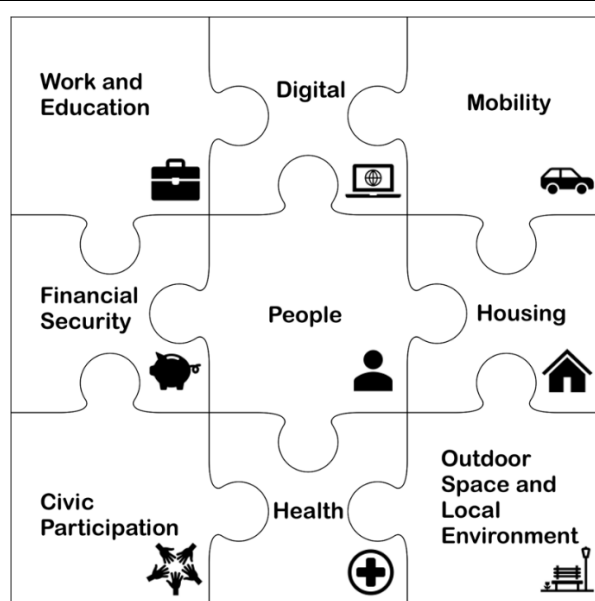 Work and
Education
Digital
Mobility
Financial
Security
People
Housing
Civic
Participation
Health
Outdoor
Space and
Local
Environment